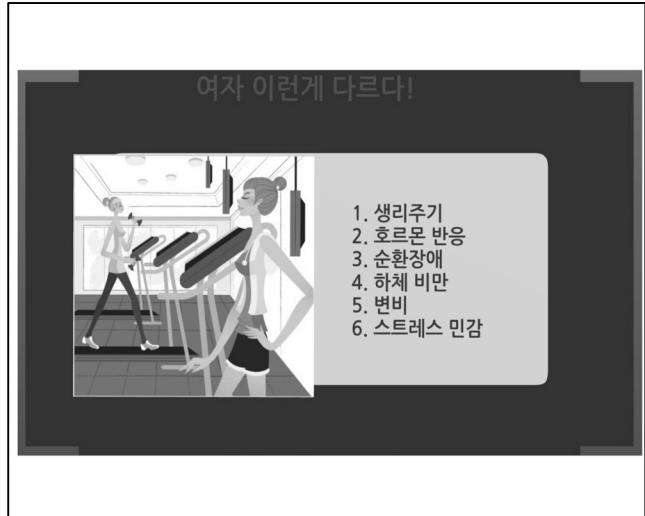 여자 이런게 다르다!
1. 생리주기
2. 호르몬 반응
3. 순환장애
4. 하체 비만
5. 변비
6. 스트레스 민감